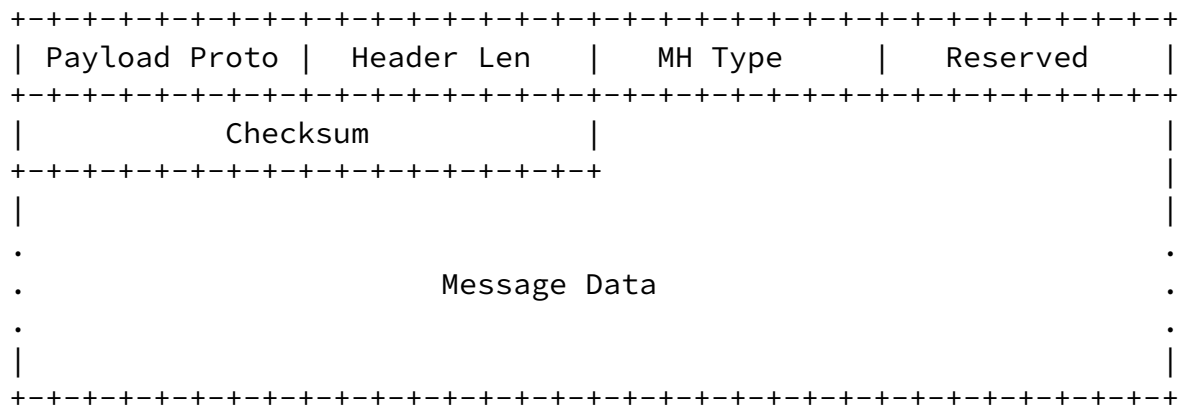 +-+-+-+-+-+-+-+-+-+-+-+-+-+-+-+-+-+-+-+-+-+-+-+-+-+-+-+-+-+-+-+-+
| Payload Proto |  Header Len   |   MH Type     |   Reserved    |
+-+-+-+-+-+-+-+-+-+-+-+-+-+-+-+-+-+-+-+-+-+-+-+-+-+-+-+-+-+-+-+-+
|           Checksum            |                               |
+-+-+-+-+-+-+-+-+-+-+-+-+-+-+-+-+                               |
|                                                               |
.                                                               .
.                       Message Data                            .
.                                                               .
|                                                               |
+-+-+-+-+-+-+-+-+-+-+-+-+-+-+-+-+-+-+-+-+-+-+-+-+-+-+-+-+-+-+-+-+